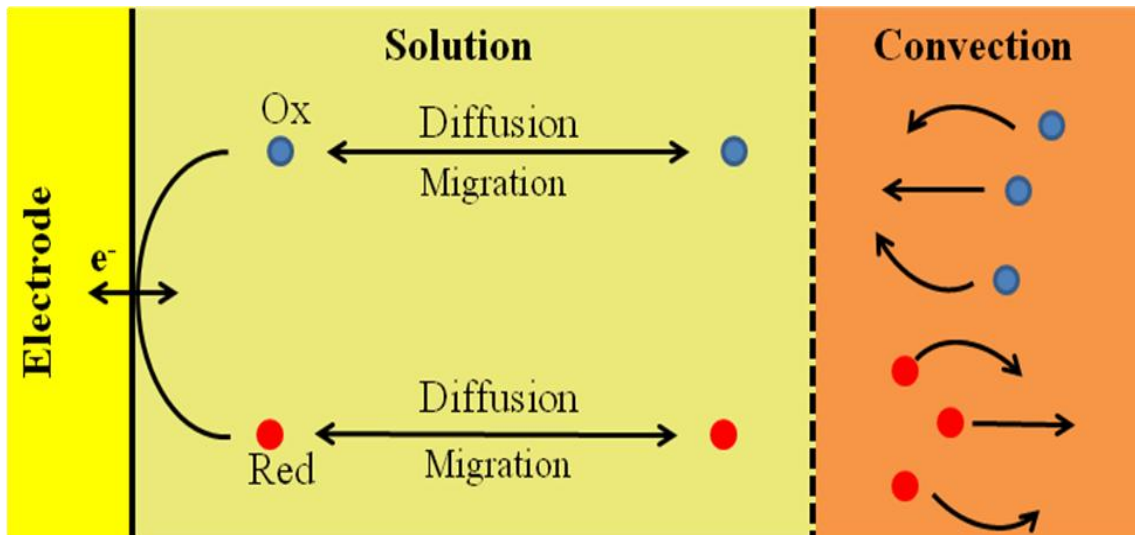 Electrode
e-
Solution
Ox
Diffusion
Migration
Diffusion
Migration
Red
Convection